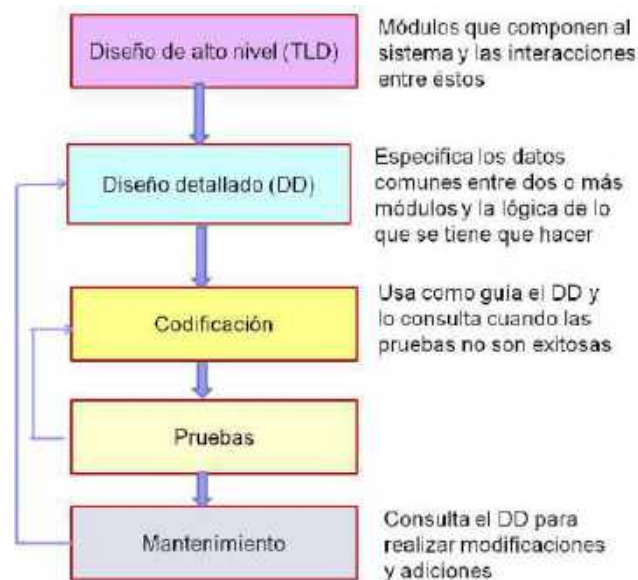 Diseño de alto nivel (TLD)
Módulos que componen al
sistema y las interacciones
entre éstos
Diseño detallado (DD)
Especifica los datos
comunes entre dos o más
módulos y la lógica de lo
que se tiene que hacer
Codificación
Usa como guía el DD y
lo consulta cuando las
pruebas no son exitosas
Pruebas
Mantenimiento
Consulta el DD para
realizar modificaciones
y adiciones